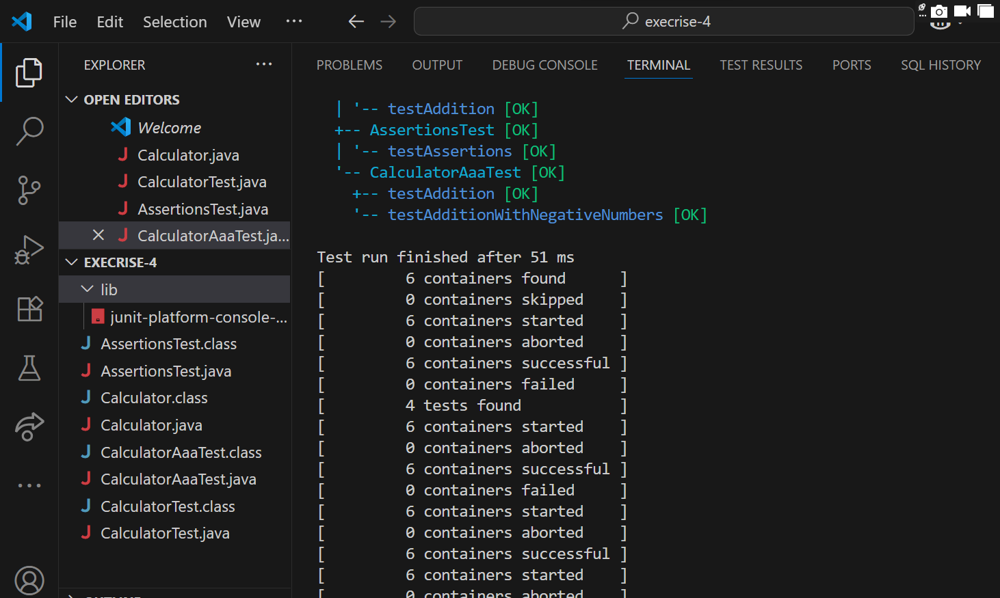 File Edit Selection View ···
execrise-4
EXPLORER ···
OPEN EDITORS
Welcome
J Calculator.java
J CalculatorTest.java
J AssertionsTest.java
J CalculatorAaaTest.ja...
EXECRISE-4
lib
junit-platform-console-...
J AssertionsTest.class
J AssertionsTest.java
J Calculator.class
J Calculator.java
J CalculatorAaaTest.class
J CalculatorAaaTest.java
J CalculatorTest.class
J CalculatorTest.java
PROBLEMS OUTPUT DEBUG CONSOLE TERMINAL TEST RESULTS PORTS SQL HISTORY
| '-- testAddition [OK]
+-- AssertionsTest [OK]
| '-- testAssertions [OK]
'-- CalculatorAaaTest [OK]
+-- testAddition [OK]
'-- testAdditionWithNegativeNumbers [OK]
Test run finished after 51 ms
[ 6 containers found ]
[ 0 containers skipped ]
[ 6 containers started ]
[ 0 containers aborted ]
[ 6 containers successful ]
[ 0 containers failed ]
[ 4 tests found ]
[ 6 containers started ]
[ 0 containers aborted ]
[ 6 containers successful ]
[ 0 containers failed ]
[ 6 containers started ]
[ 0 containers aborted ]
[ 6 containers successful ]
[ 6 containers started ]
[ 0 containers aborted ]